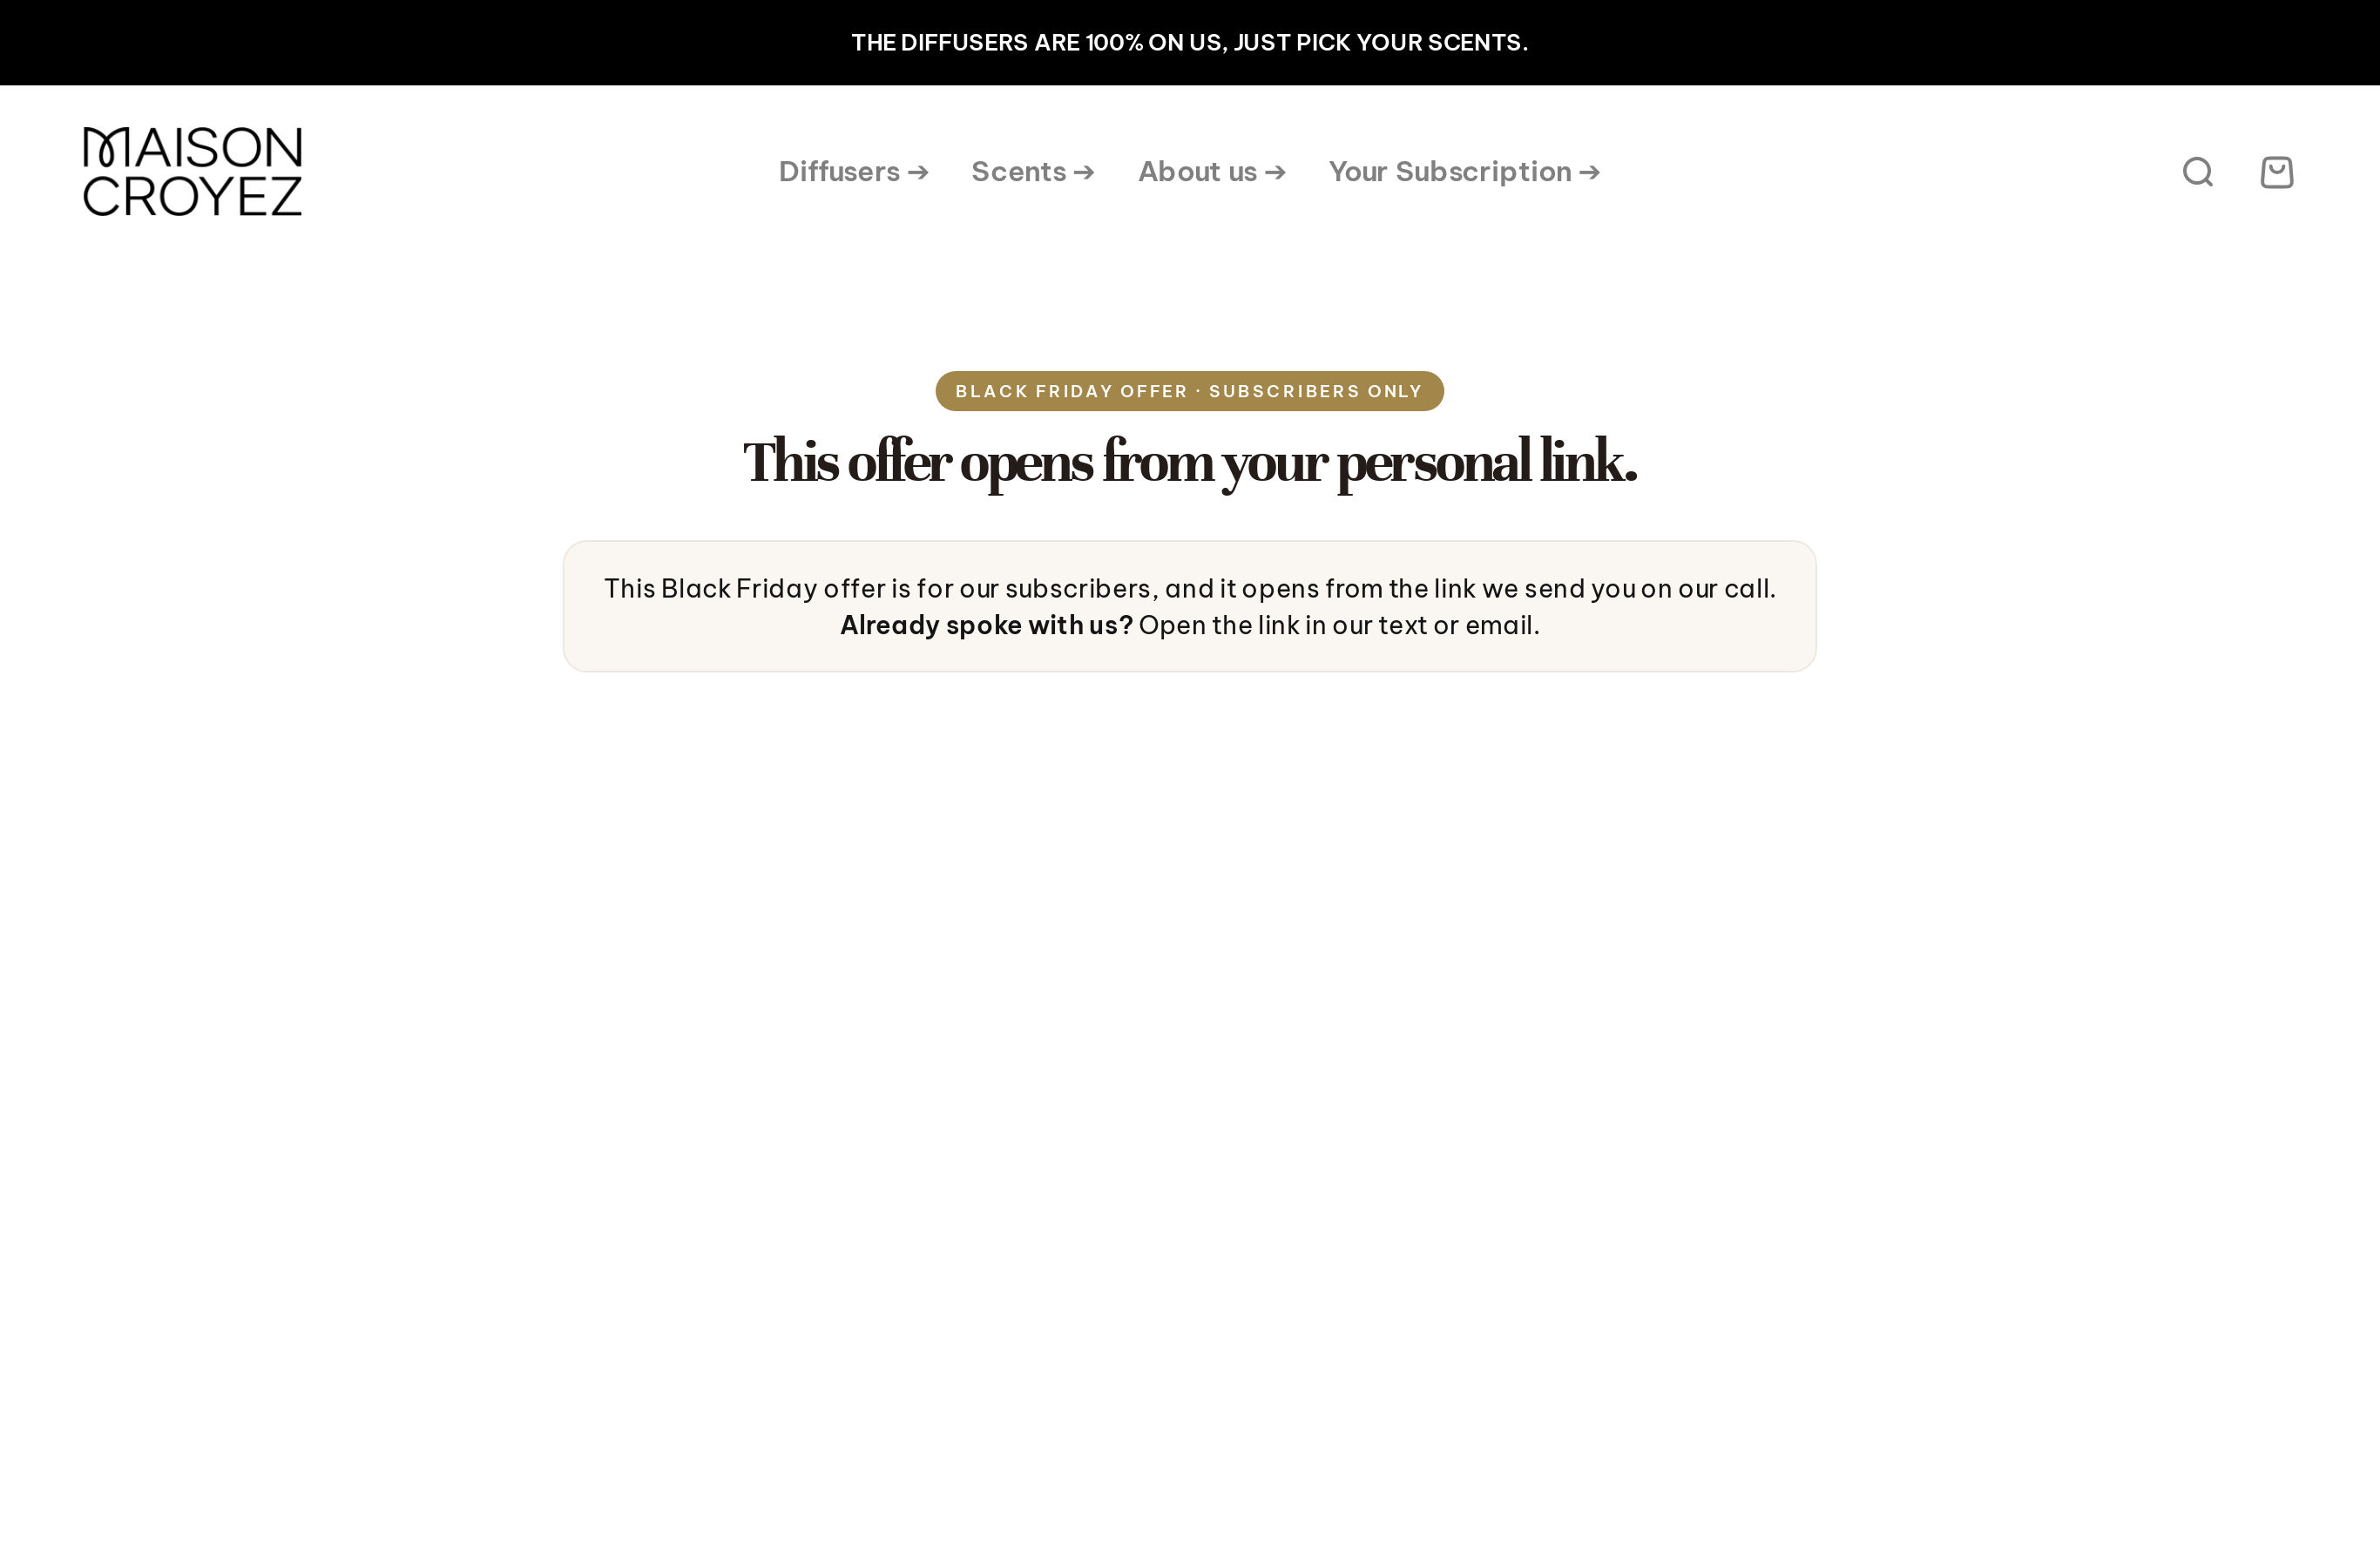 THE DIFFUSERS ARE 100% ON US, JUST PICK YOUR SCENTS.
MAISON
CROYEZ
Diffusers → Scents → About us → Your Subscription →
BLACK FRIDAY OFFER · SUBSCRIBERS ONLY
This offer opens from your personal link.
This Black Friday offer is for our subscribers, and it opens from the link we send you on our call.
Already spoke with us? Open the link in our text or email.